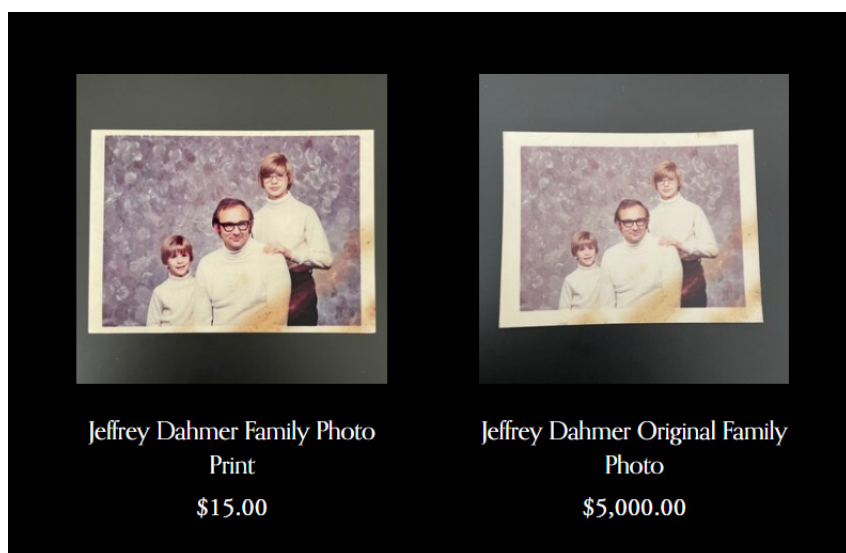 Jeffrey Dahmer Family Photo
Print
$15.00
Jeffrey Dahmer Original Family
Photo
$5,000.00